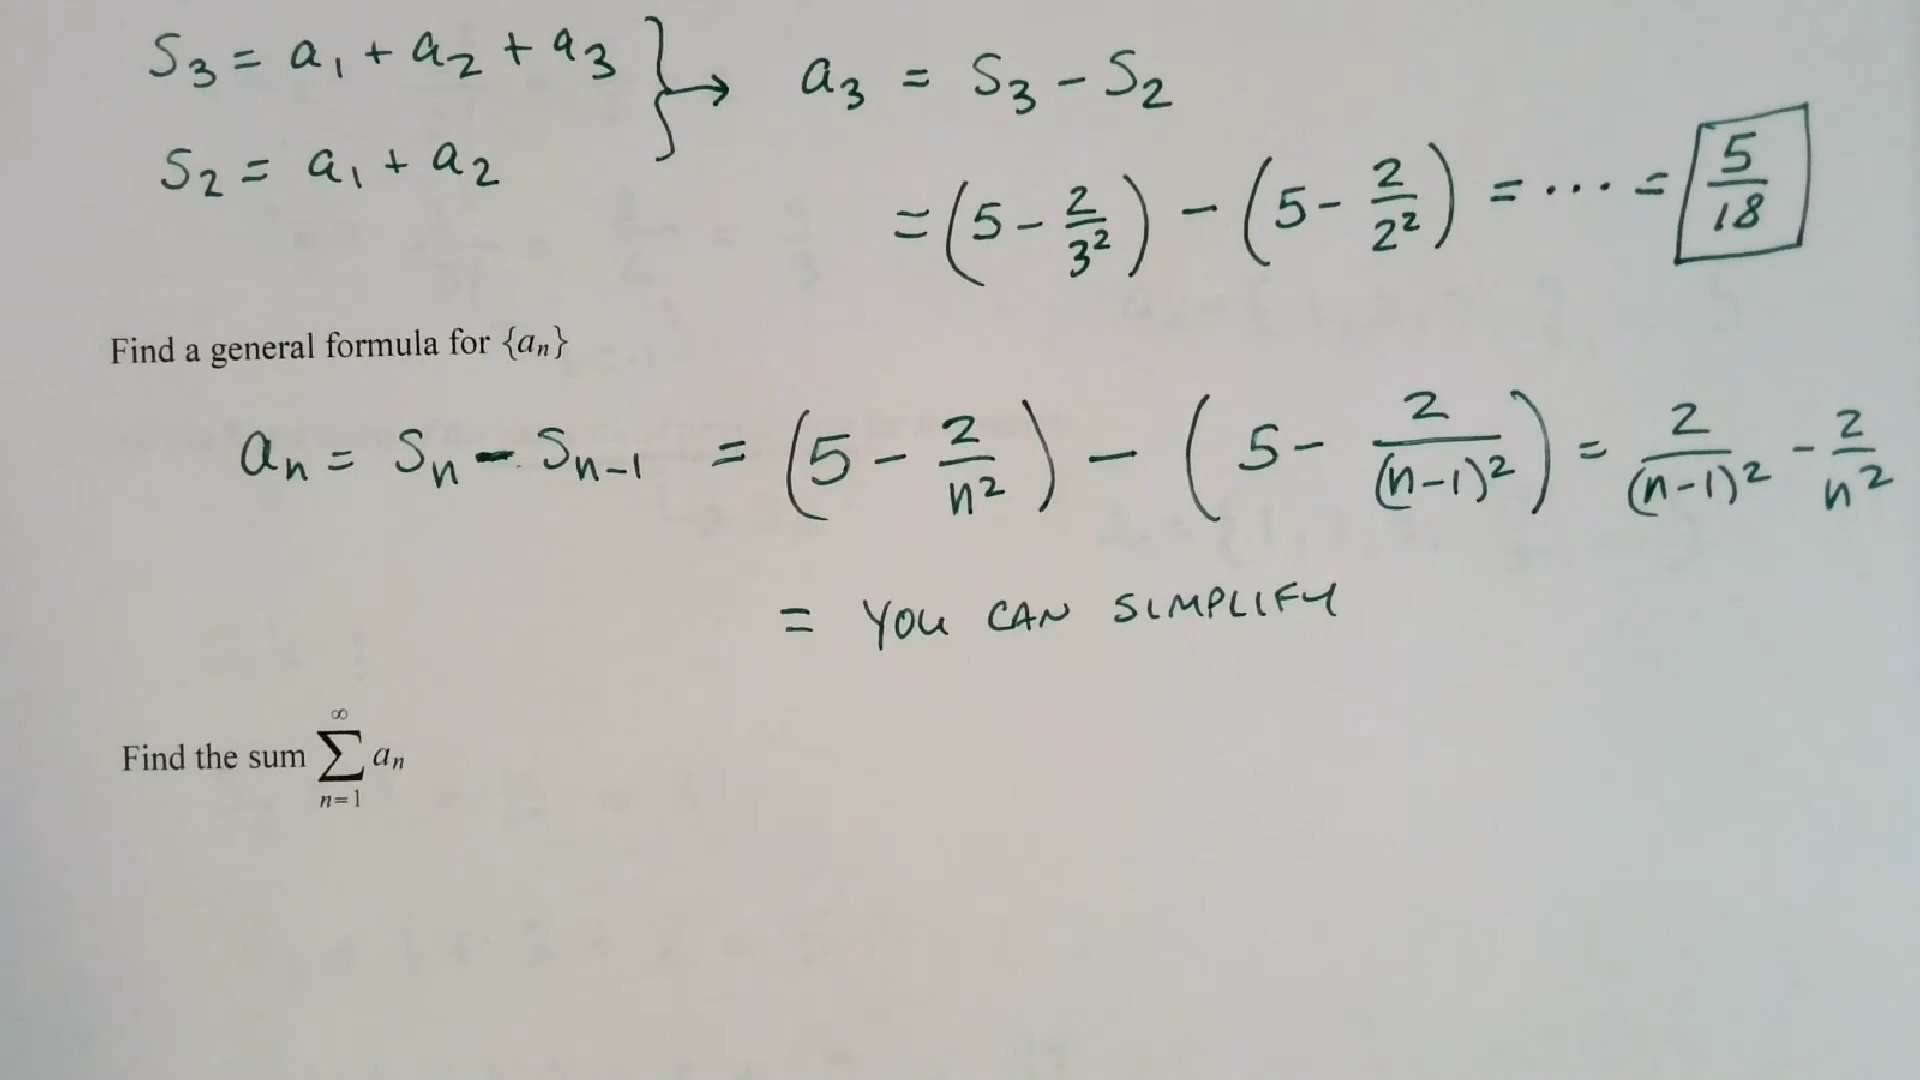 S₃ = a₁ + a₂ + a₃ } → a₃ = S₃ - S₂
S₂ = a₁ + a₂
= (5 - 2/3²) - (5 - 2/2²) = ... = 5/18
Find a general formula for {aₙ}
aₙ = Sₙ - Sₙ₋₁ = (5 - 2/n²) - (5 - 2/(n-1)²) = 2/(n-1)² - 2/n²
= YOU CAN SIMPLIFY
Find the sum ∑_{n=1}^{∞} aₙ